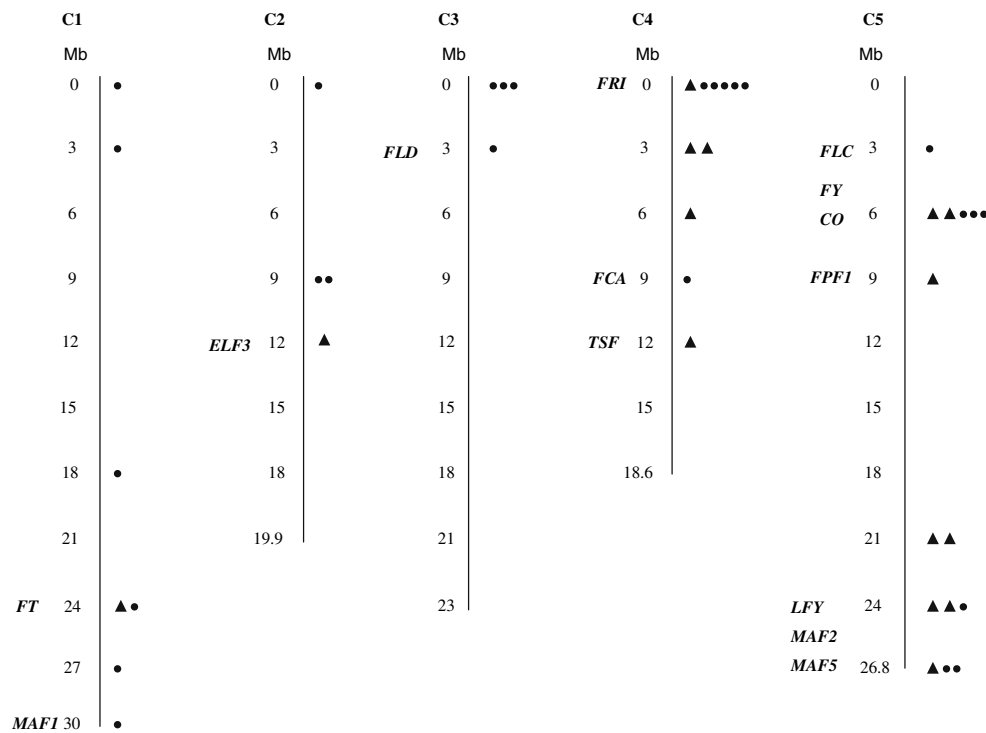 C1 C2 C3 C4 C5
Mb Mb Mb Mb Mb
0 0 0 FRI 0 0
3 3 FLD 3 3 FLC 3
FY
6 6 6 6 CO 6
9 9 9 FCA 9 FPF1 9
12 ELF3 12 12 TSF 12 12
15 15 15 15 15
18 18 18 18.6 18
21 19.9 21 21
FT 24 23 LFY 24
MAF2
27 MAF5 26.8
MAF1 30